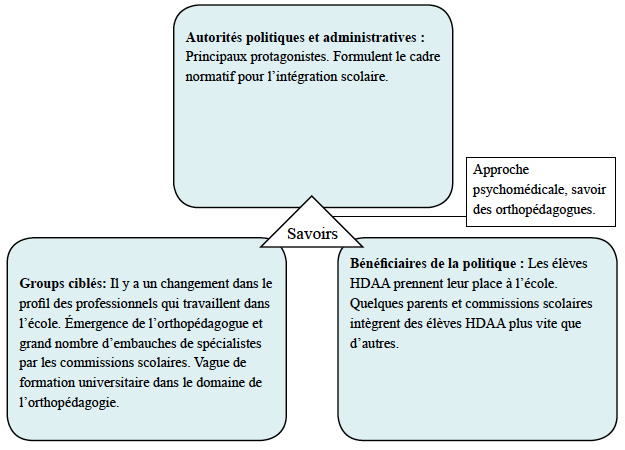 Autorités politiques et administratives :
Principaux protagonistes. Formulent le cadre
normatif pour l’intégration scolaire.
Approche
psychomédicale, savoir
des orthopédagogues.
Savoirs
Groups ciblés: Il y a un changement dans le
profil des professionnels qui travaillent dans
l’école. Émergence de l’orthopédagogue et
grand nombre d’embauches de spécialistes
par les commissions scolaires. Vague de
formation universitaire dans le domaine de
l’orthopédagogie.
Bénéficiaires de la politique : Les élèves
HDAA prennent leur place à l’école.
Quelques parents et commissions scolaires
intègrent des élèves HDAA plus vite que
d’autres.